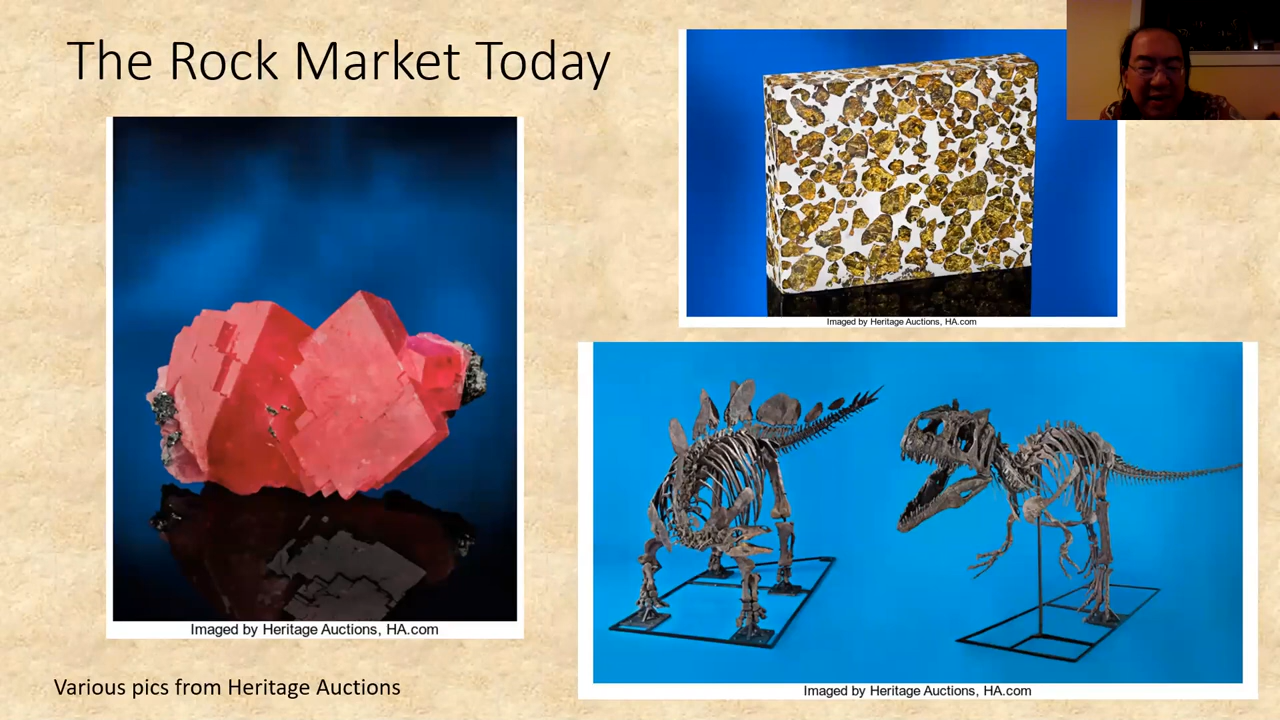 The Rock Market Today
Imaged by Heritage Auctions, HA.com
Imaged by Heritage Auctions, HA.com
Imaged by Heritage Auctions, HA.com
Various pics from Heritage Auctions